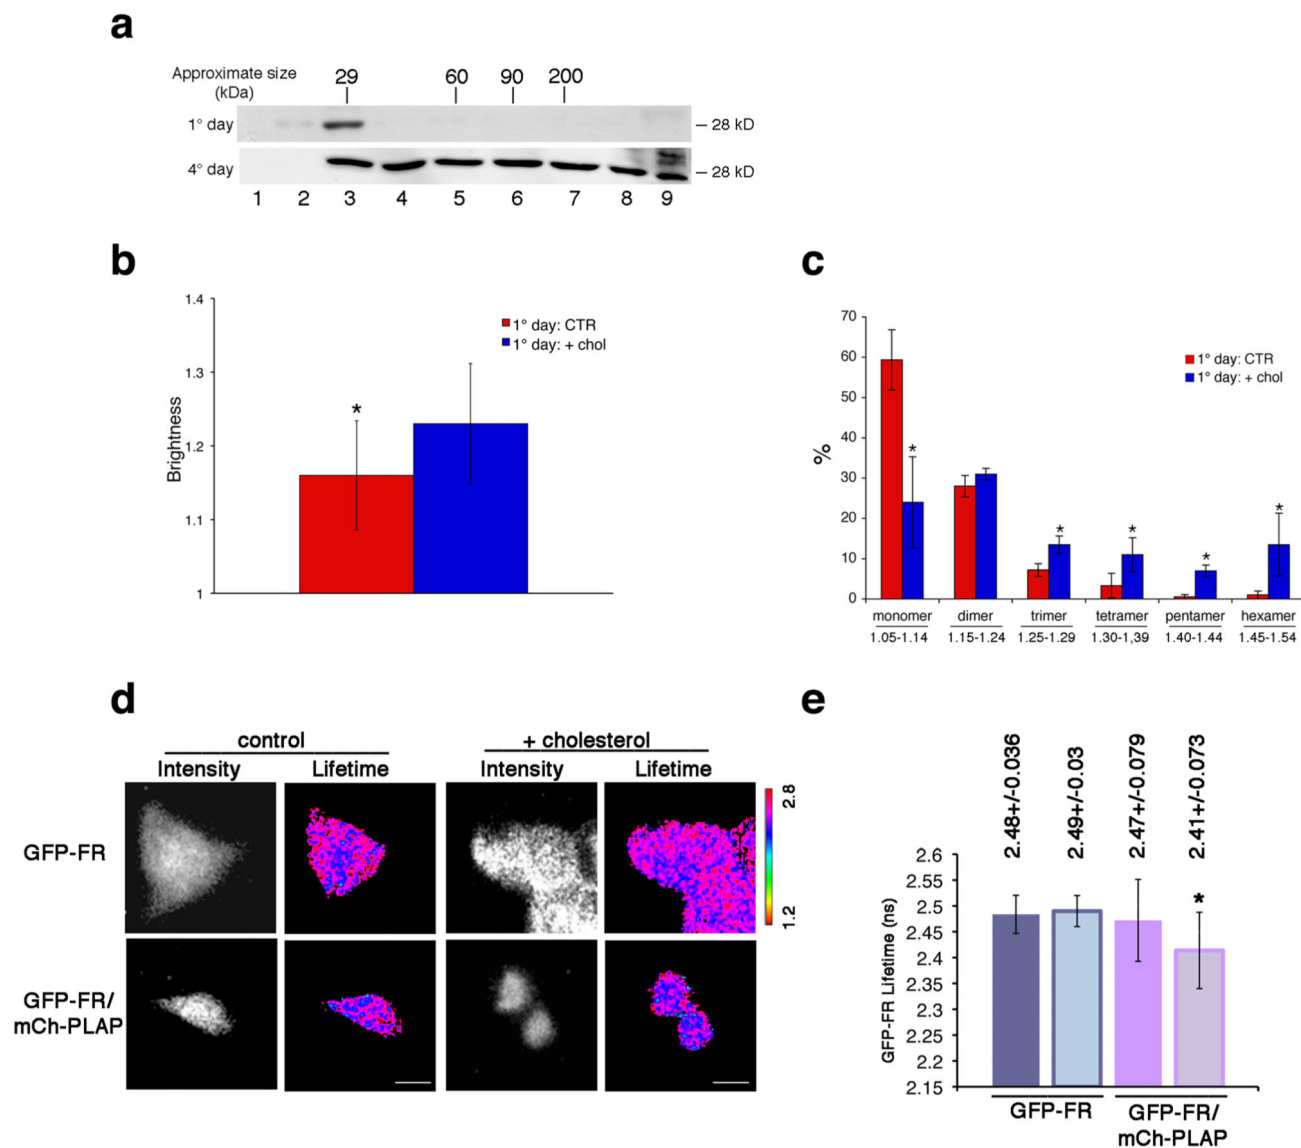 a
Approximate size
(kDa)
29 60 90 200
1° day
– 28 kD
4° day
– 28 kD
1 2 3 4 5 6 7 8 9
b
1.4
1.3
1.2
1.1
1
Brightness
*
1° day: CTR
1° day: + chol
c
70
60
50
40
30
20
10
0
%
* * * * *
1° day: CTR
1° day: + chol
monomer dimer trimer tetramer pentamer hexamer
1.05-1.14 1.15-1.24 1.25-1.29 1.30-1,39 1.40-1.44 1.45-1.54
d
control + cholesterol
Intensity Lifetime Intensity Lifetime
GFP-FR
GFP-FR/
mCh-PLAP
2.8
1.2
e
2.48+/-0.036
2.49+/-0.03
2.47+/-0.079
2.41+/-0.073
2.6
2.55
2.5
2.45
2.4
2.35
2.3
2.25
2.2
2.15
GFP-FR Lifetime (ns)
*
GFP-FR
GFP-FR/
mCh-PLAP